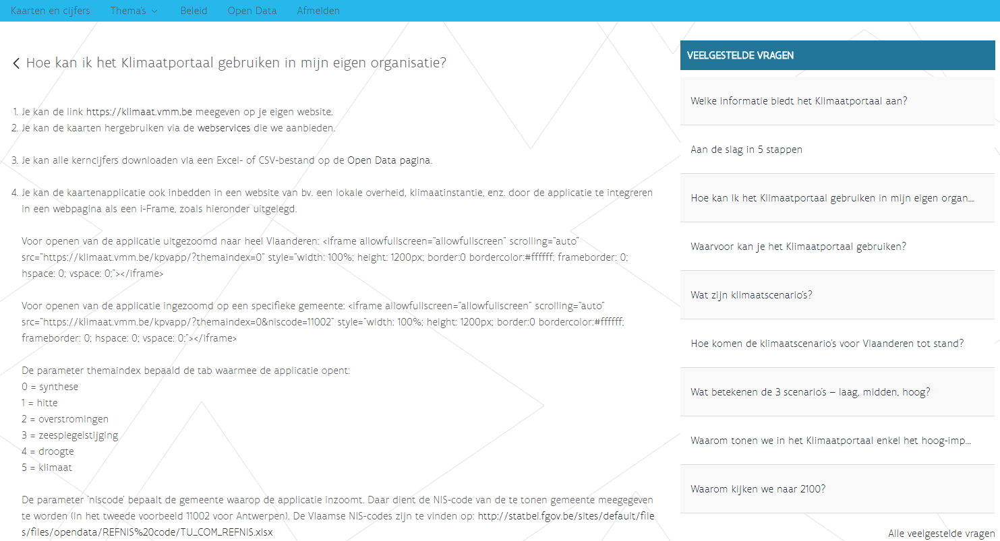 Kaarten en cijfers Thema's Beleid Open Data Afmelden
Hoe kan ik het Klimaatportaal gebruiken in mijn eigen organisatie?
1. Je kan de link https://klimaat.vmm.be meegeven op je eigen website.
2. Je kan de kaarten hergebruiken via de webservices die we aanbieden.
3. Je kan alle kerncijfers downloaden via een Excel- of CSV-bestand op de Open Data pagina.
4. Je kan de kaartenapplicatie ook inbedden in een website van bv. een lokale overheid, klimaatinstantie, enz. door de applicatie te integreren
in een webpagina als een i-Frame, zoals hieronder uitgelegd.
Voor openen van de applicatie uitgezoomd naar heel Vlaanderen: <iframe allowfullscreen="allowfullscreen" scrolling="auto"
src="https://klimaat.vmm.be/kpvapp/?themaindex=0" style="width: 100%; height: 1200px; border:0 bordercolor:#ffffff; frameborder: 0;
hspace: 0; vspace: 0;"></iframe>
Voor openen van de applicatie ingezoomd op een specifieke gemeente: <iframe allowfullscreen="allowfullscreen" scrolling="auto"
src="https://klimaat.vmm.be/kpvapp/?themaindex=0&niscode=11002" style="width: 100%; height: 1200px; border:0 bordercolor:#ffffff;
frameborder: 0; hspace: 0; vspace: 0;"></iframe>
De parameter themaindex bepaald de tab waarmee de applicatie opent:
0 = synthese
1 = hitte
2 = overstromingen
3 = zeespiegelstijging
4 = droogte
5 = klimaat
De parameter 'niscode' bepaalt de gemeente waarop de applicatie inzoomt. Daar dient de NIS-code van de te tonen gemeente meegegeven
te worden (in het tweede voorbeeld 11002 voor Antwerpen). De Vlaamse NIS-codes zijn te vinden op: http://statbel.fgov.be/sites/default/file
s/files/opendata/REFNIS%20code/TU_COM_REFNIS.xlsx
VEELGESTELDE VRAGEN
Welke informatie biedt het Klimaatportaal aan?
Aan de slag in 5 stappen
Hoe kan ik het Klimaatportaal gebruiken in mijn eigen organ...
Waarvoor kan je het Klimaatportaal gebruiken?
Wat zijn klimaatscenario's?
Hoe komen de klimaatscenario's voor Vlaanderen tot stand?
Wat betekenen de 3 scenario's – laag, midden, hoog?
Waarom tonen we in het Klimaatportaal enkel het hoog-imp...
Waarom kijken we naar 2100?
Alle veelgestelde vragen